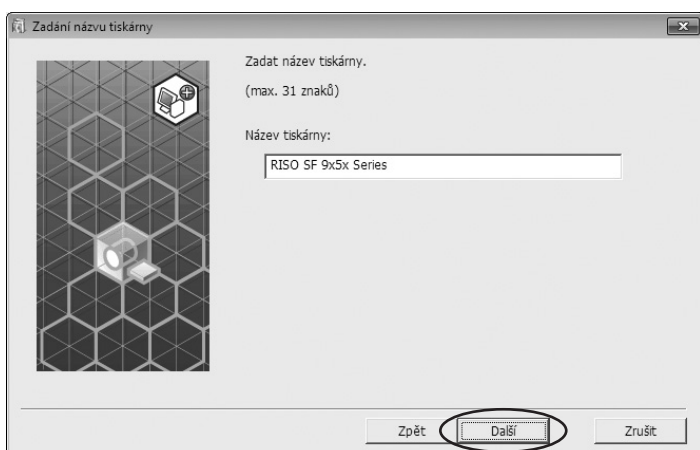 Zadání názvu tiskárny
Zadat název tiskárny.
(max. 31 znaků)
Název tiskárny:
RISO SF 9x5x Series
Zpět Další Zrušit